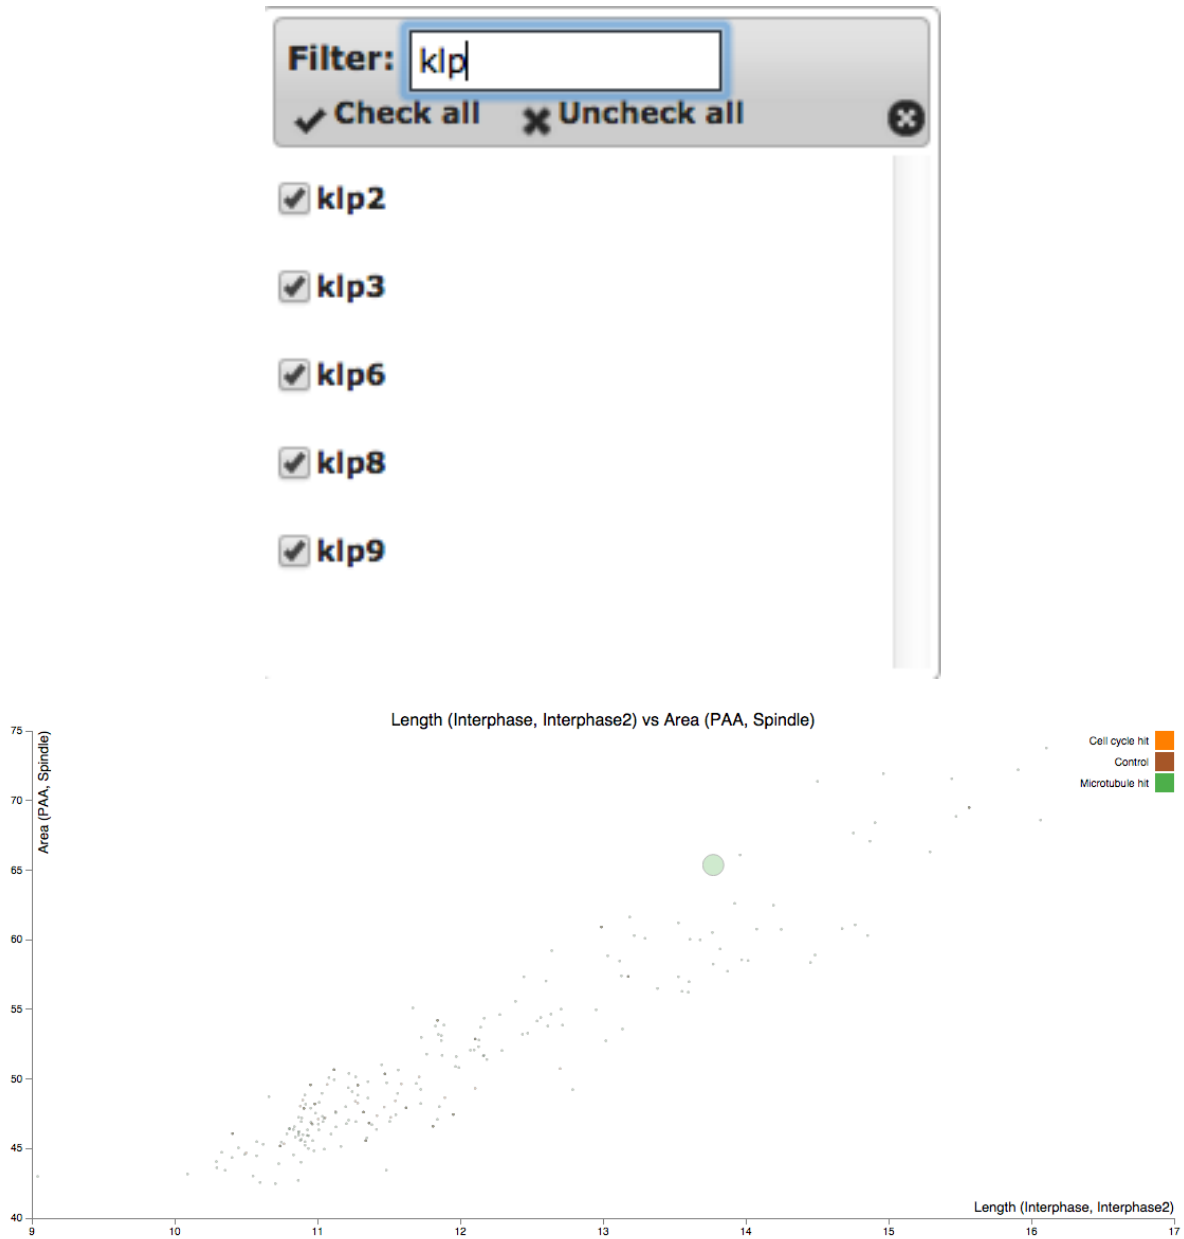 Filter: klp
Check all Uncheck all
klp2
klp3
klp6
klp8
klp9
Length (Interphase, Interphase2) vs Area (PAA, Spindle)
Cell cycle hit
Control
Microtubule hit
Area (PAA, Spindle)
75
70
65
60
55
50
45
40
Length (Interphase, Interphase2)
9 10 11 12 13 14 15 16 17